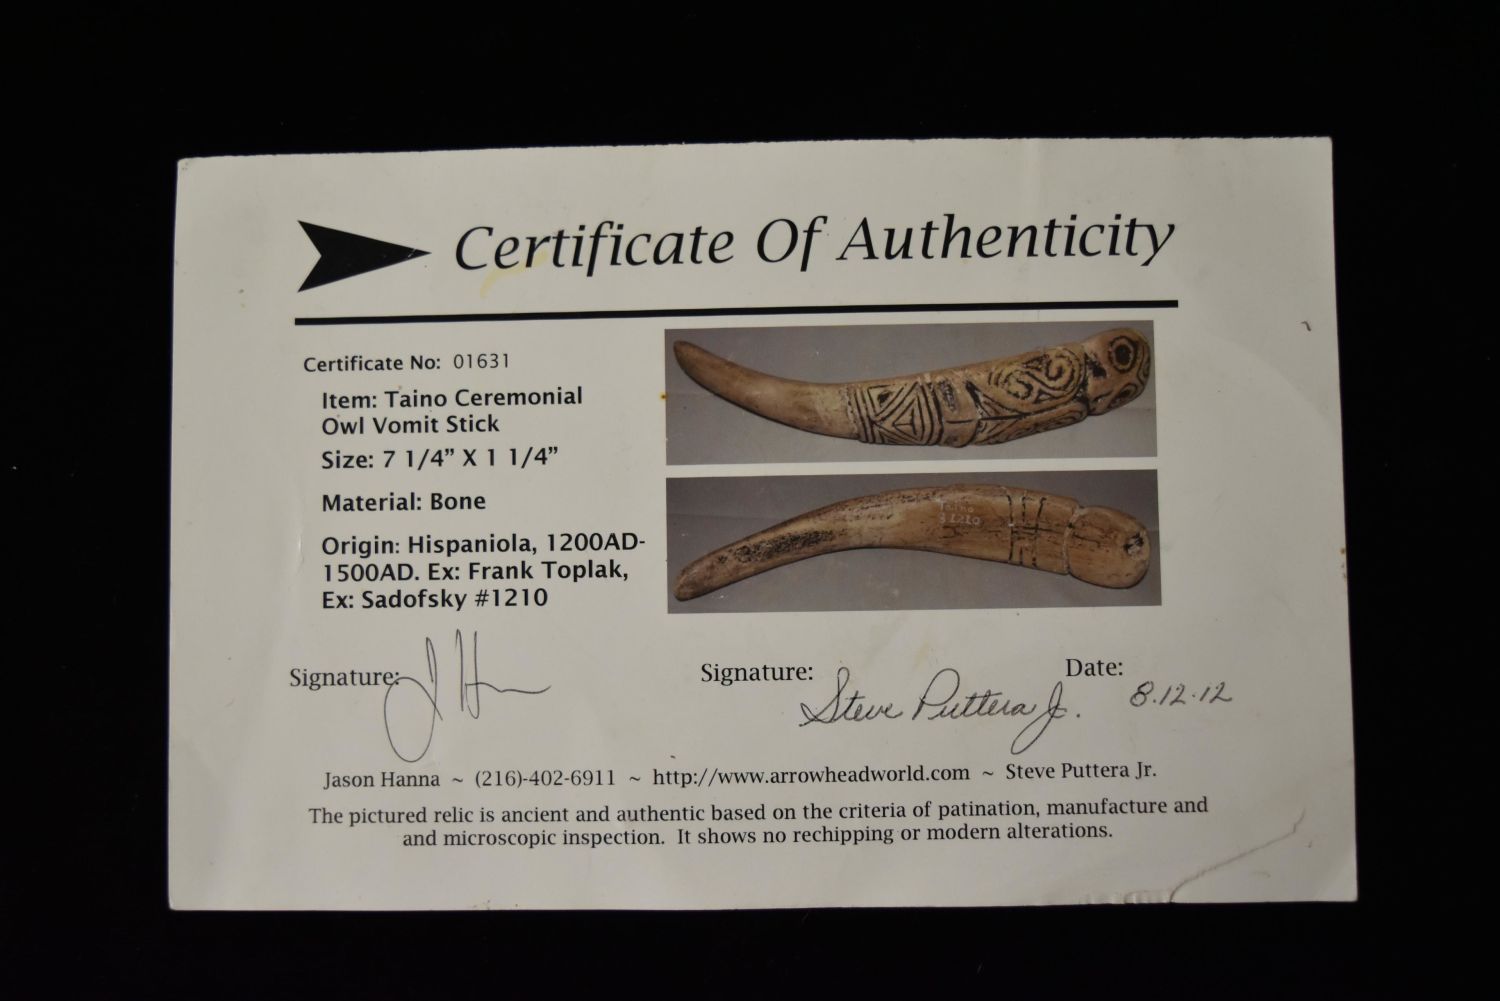 Certificate Of Authenticity
Certificate No: 01631
Item: Taino Ceremonial
Owl Vomit Stick
Size: 7 1/4” X 1 1/4”
Material: Bone
Origin: Hispaniola, 1200AD-
1500AD. Ex: Frank Toplak,
Ex: Sadofsky #1210
Taino
Signature: J H
Signature: Steve Puttera Jr.
Date: 8.12.12
Jason Hanna ~ (216)-402-6911 ~ http://www.arrowheadworld.com ~ Steve Puttera Jr.
The pictured relic is ancient and authentic based on the criteria of patination, manufacture and
and microscopic inspection. It shows no rechipping or modern alterations.